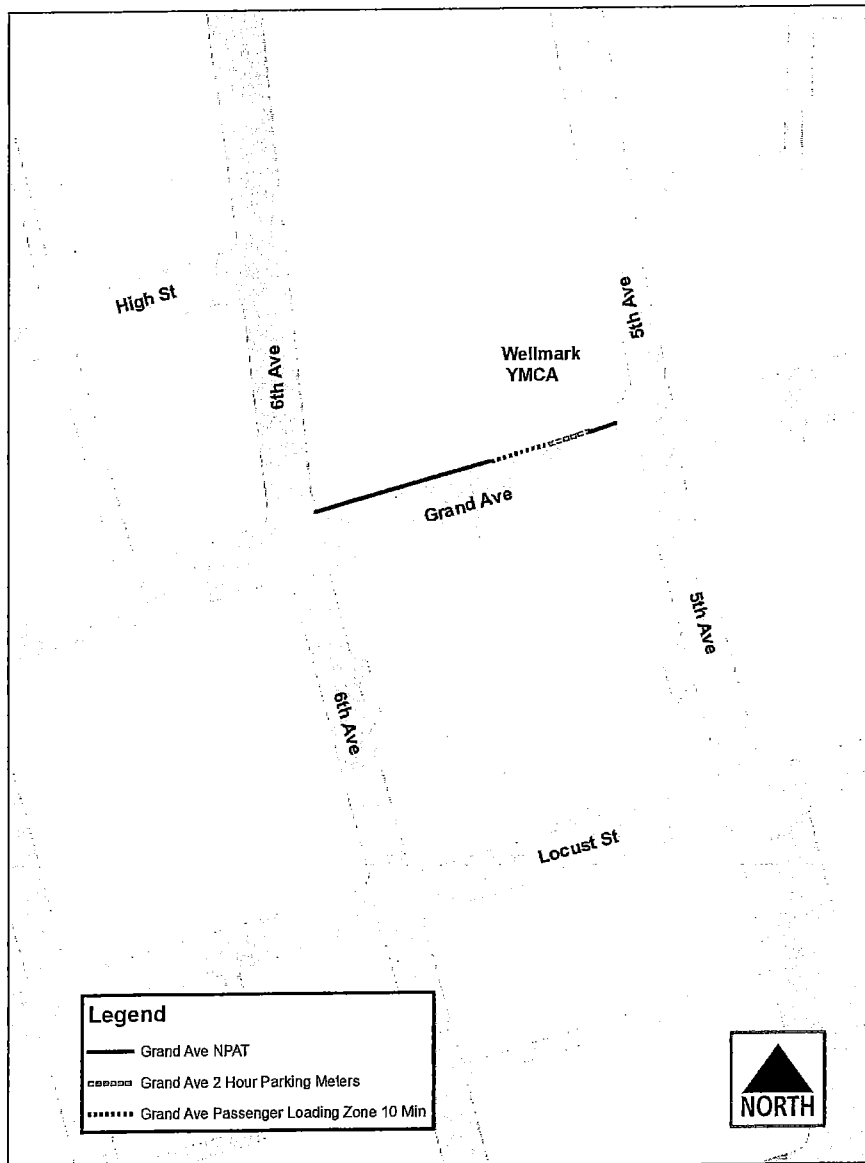 High St
6th Ave
5th Ave
Wellmark
YMCA
Grand Ave
5th Ave
6th Ave
Locust St
Legend
Grand Ave NPAT
Grand Ave 2 Hour Parking Meters
Grand Ave Passenger Loading Zone 10 Min
NORTH